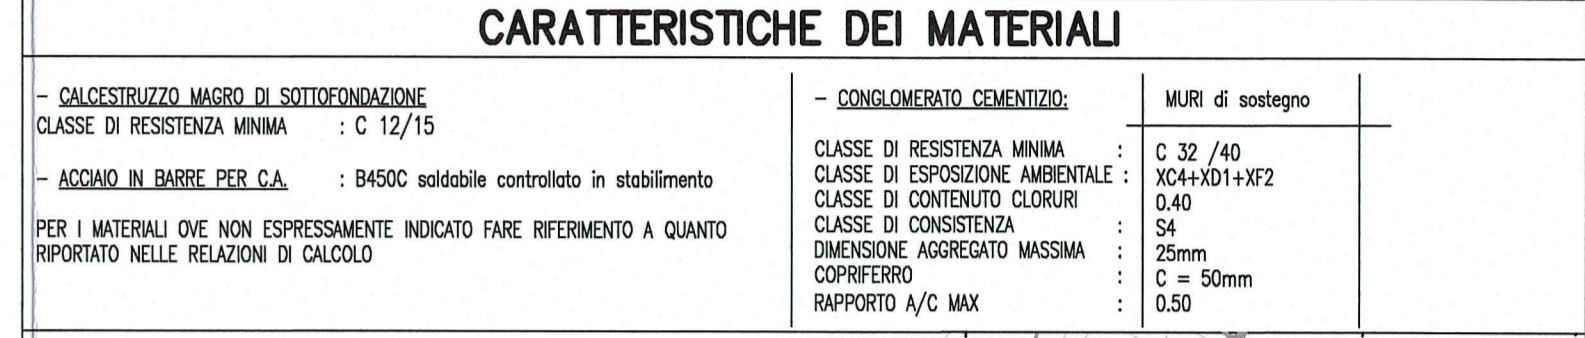 CARATTERISTICHE DEI MATERIALI
– CALCESTRUZZO MAGRO DI SOTTOFONDAZIONE
CLASSE DI RESISTENZA MINIMA : C 12/15
– ACCIAIO IN BARRE PER C.A. : B450C saldabile controllato in stabilimento
PER I MATERIALI OVE NON ESPRESSAMENTE INDICATO FARE RIFERIMENTO A QUANTO
RIPORTATO NELLE RELAZIONI DI CALCOLO
– CONGLOMERATO CEMENTIZIO: MURI di sostegno
CLASSE DI RESISTENZA MINIMA : C 32 /40
CLASSE DI ESPOSIZIONE AMBIENTALE : XC4+XD1+XF2
CLASSE DI CONTENUTO CLORURI 0.40
CLASSE DI CONSISTENZA : S4
DIMENSIONE AGGREGATO MASSIMA : 25mm
COPRIFERRO : C = 50mm
RAPPORTO A/C MAX : 0.50